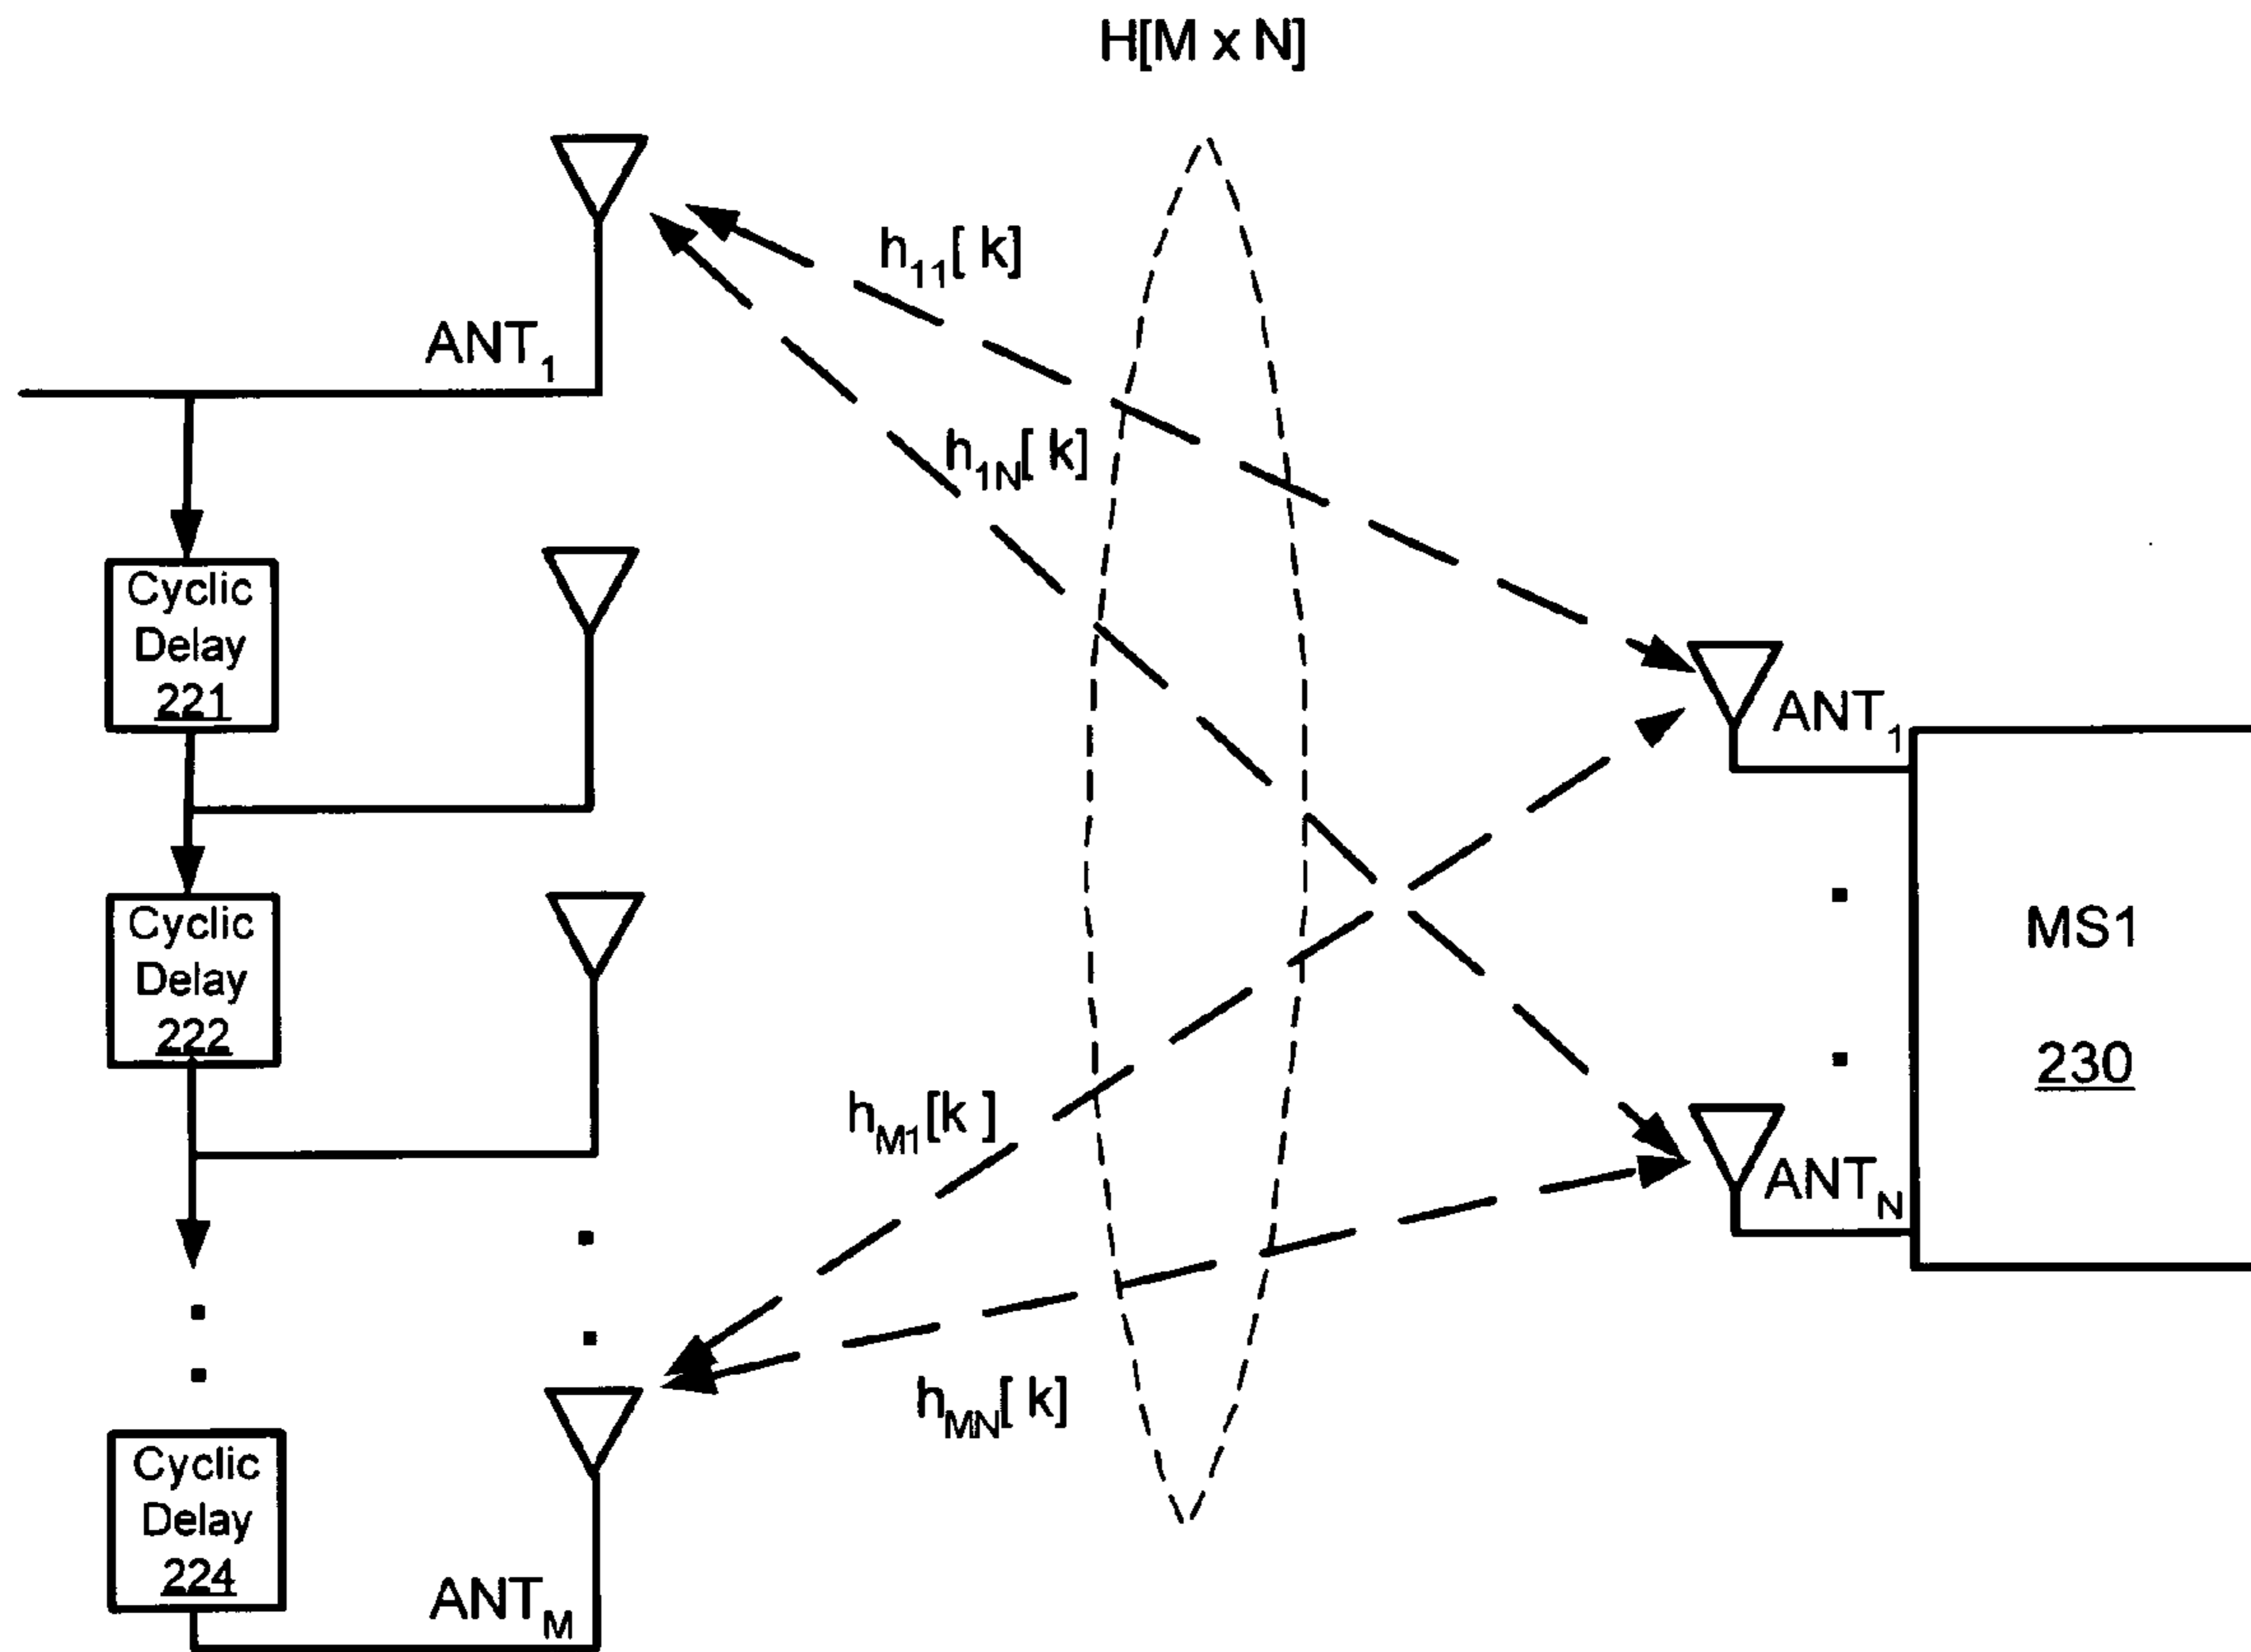 H[M x N]
h₁₁[ k]
ANT₁
h₁N[ k]
Cyclic
Delay
221
ANT₁
Cyclic
Delay
222
MS1
230
hM1[k ]
ANTN
hMN[ k]
Cyclic
Delay
224
ANTM